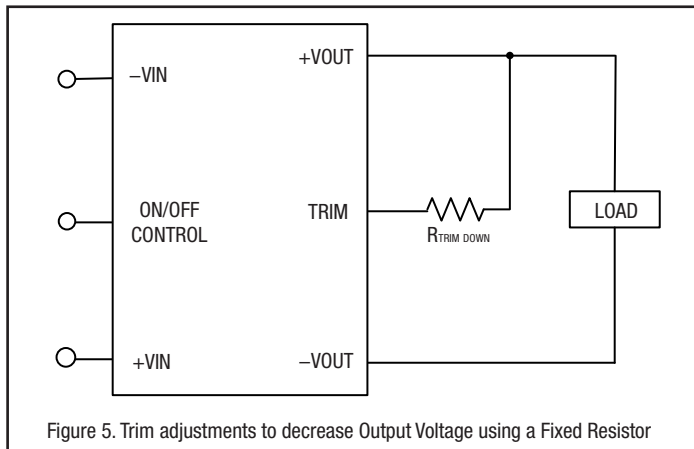 –VIN
+VOUT
ON/OFF
CONTROL
TRIM
RTRIM DOWN
LOAD
+VIN
–VOUT
Figure 5. Trim adjustments to decrease Output Voltage using a Fixed Resistor